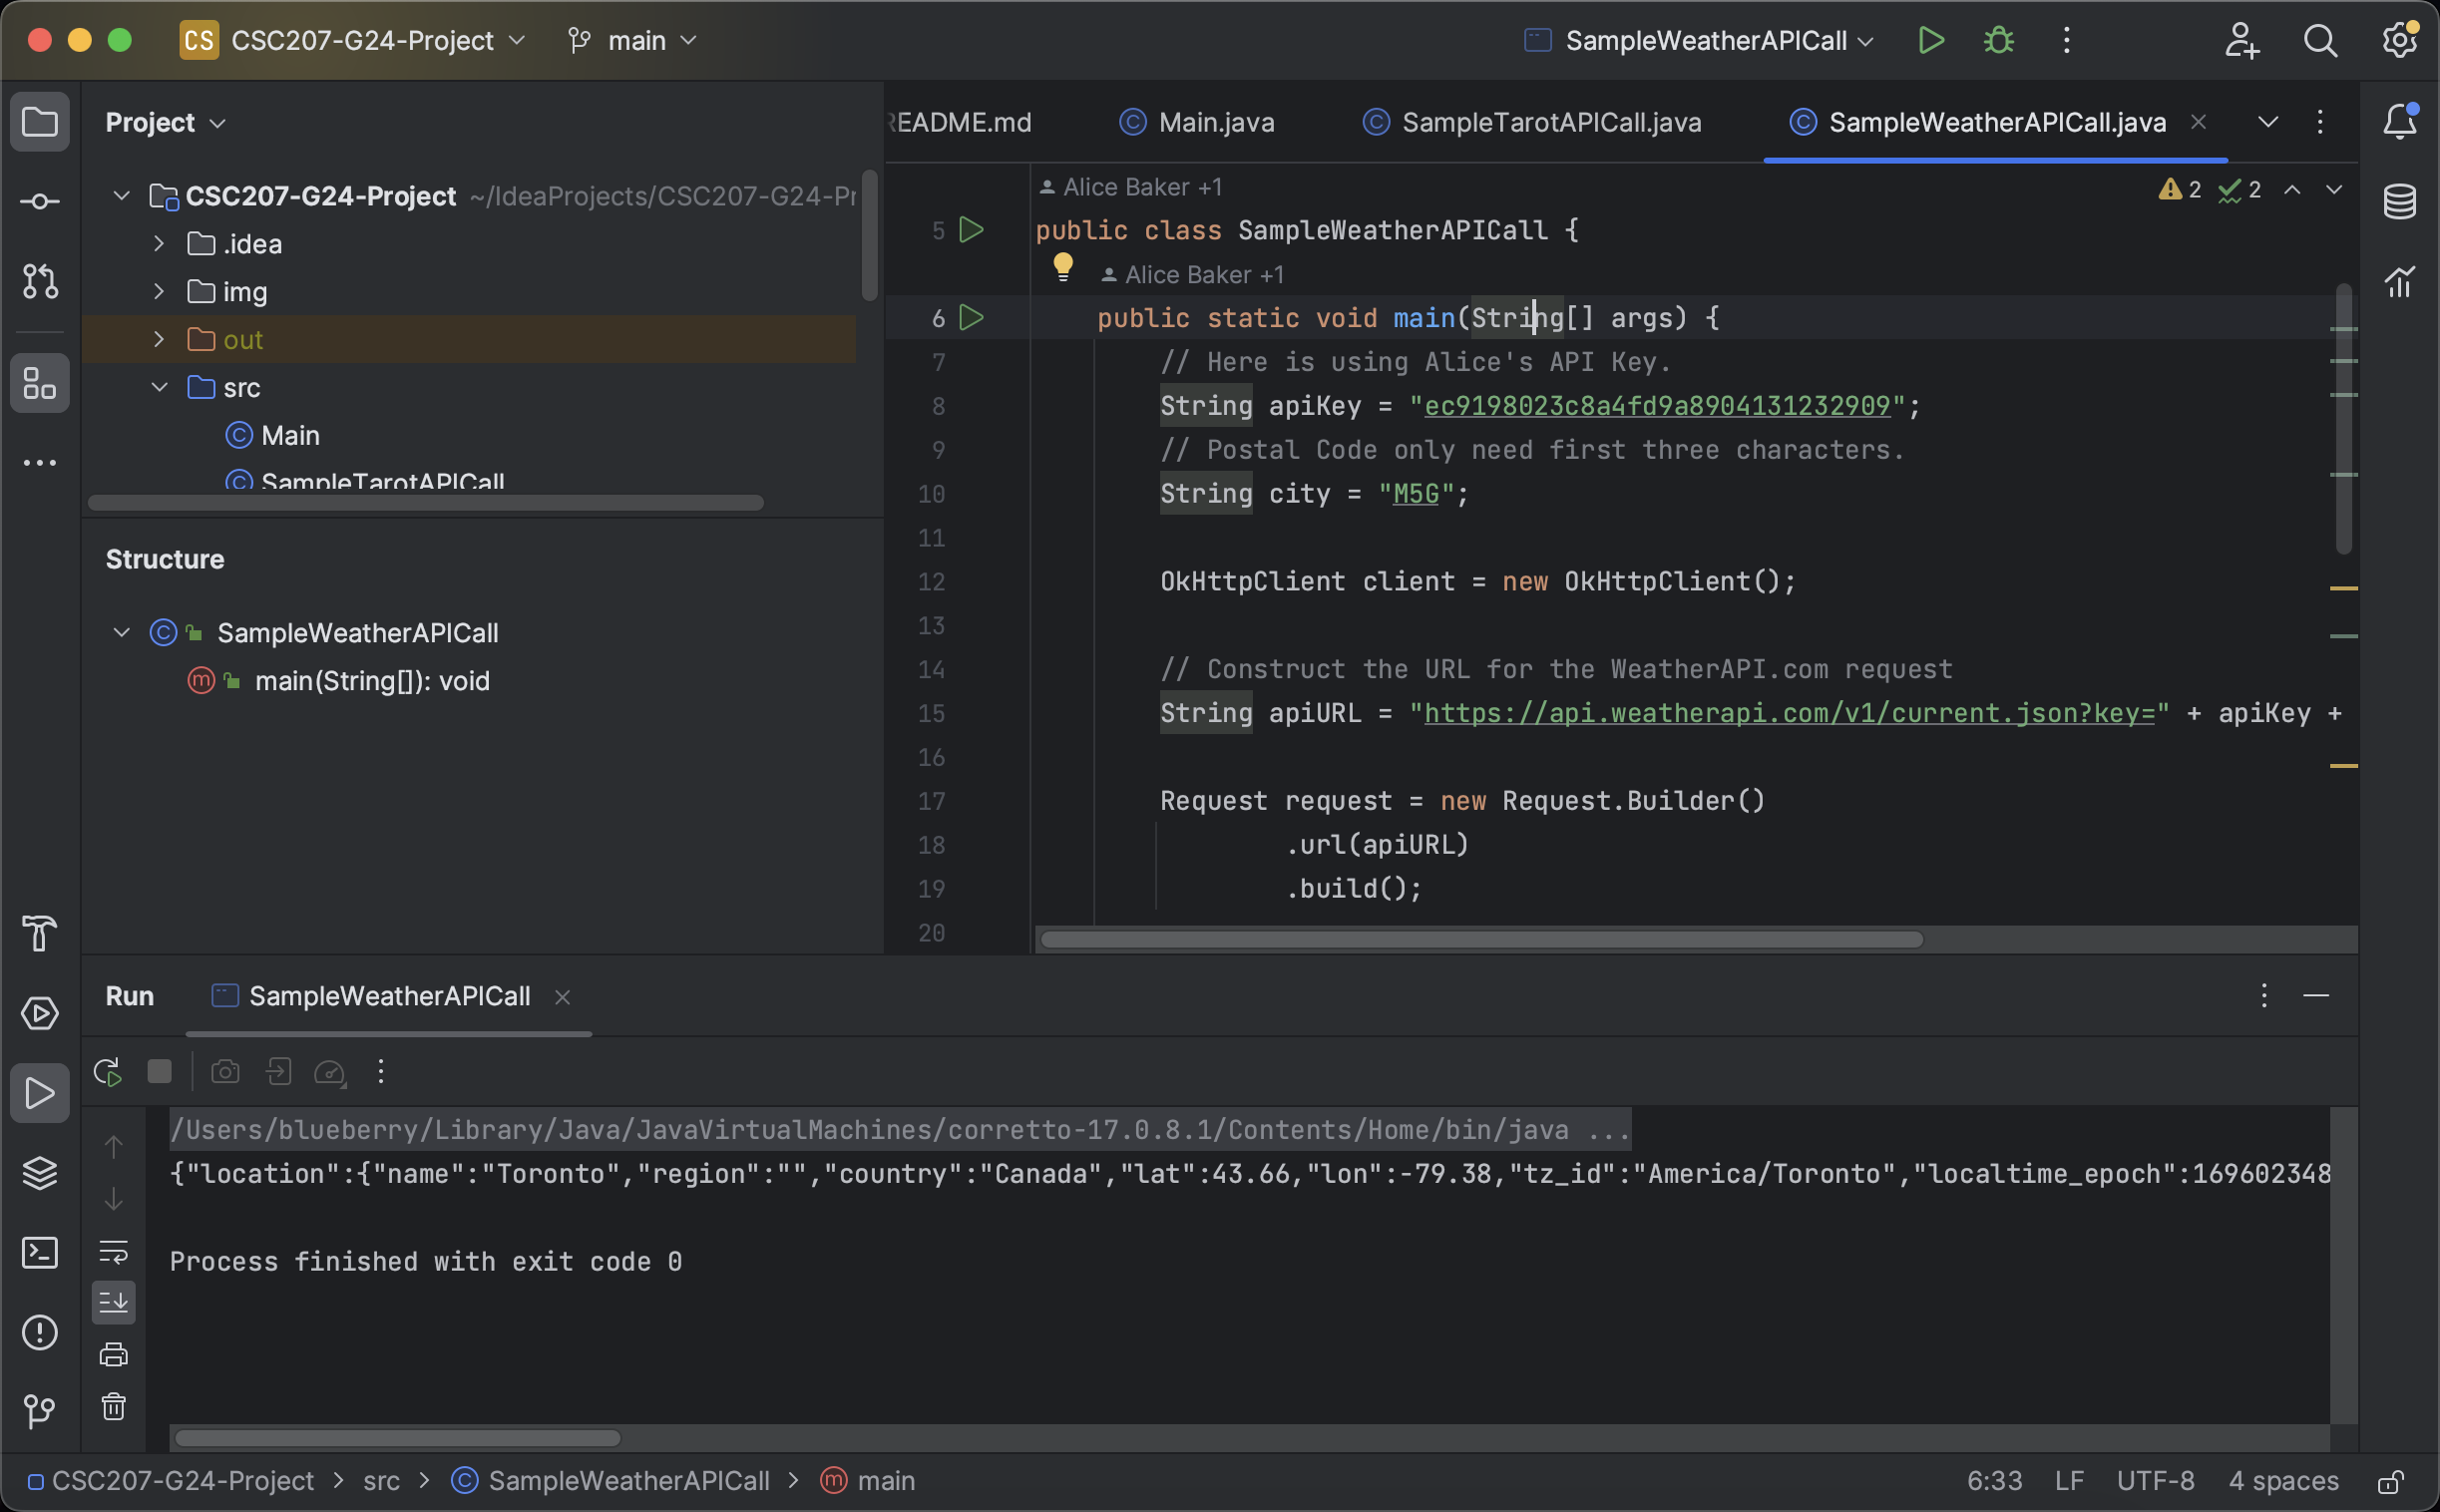 CS CSC207-G24-Project main SampleWeatherAPICall
Project
CSC207-G24-Project ~/IdeaProjects/CSC207-G24-Pr
.idea
img
out
src
Main
SampleTarotAPICall
Structure
SampleWeatherAPICall
main(String[]): void
README.md Main.java SampleTarotAPICall.java SampleWeatherAPICall.java
Alice Baker +1
2 2
5 public class SampleWeatherAPICall {
Alice Baker +1
6 public static void main(String[] args) {
7 // Here is using Alice's API Key.
8 String apiKey = "ec9198023c8a4fd9a8904131232909";
9 // Postal Code only need first three characters.
10 String city = "M5G";
11
12 OkHttpClient client = new OkHttpClient();
13
14 // Construct the URL for the WeatherAPI.com request
15 String apiURL = "https://api.weatherapi.com/v1/current.json?key=" + apiKey +
16
17 Request request = new Request.Builder()
18 .url(apiURL)
19 .build();
20
Run SampleWeatherAPICall
/Users/blueberry/Library/Java/JavaVirtualMachines/corretto-17.0.8.1/Contents/Home/bin/java ...
{"location":{"name":"Toronto","region":"","country":"Canada","lat":43.66,"lon":-79.38,"tz_id":"America/Toronto","localtime_epoch":169602348
Process finished with exit code 0
CSC207-G24-Project > src > SampleWeatherAPICall > main 6:33 LF UTF-8 4 spaces